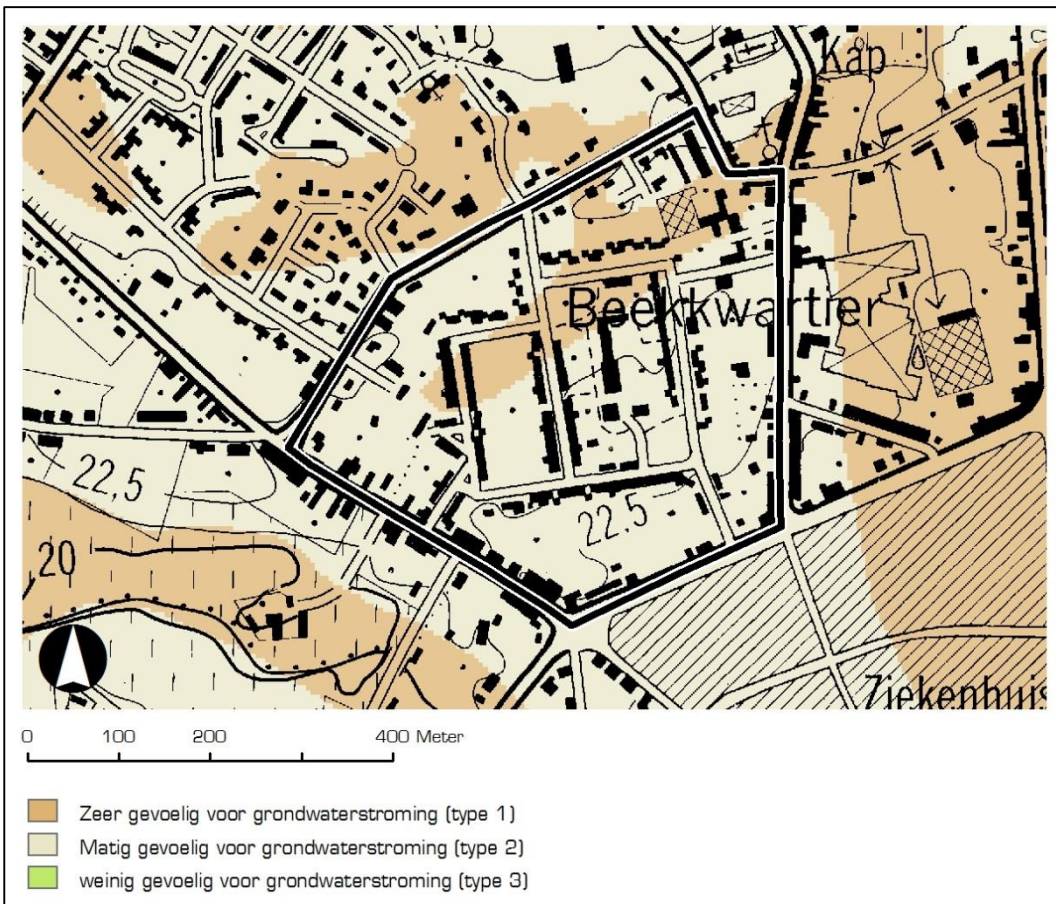 Kap
Beekkwartier
22,5
22,5
20
Ziekenhuis
0 100 200 400 Meter
Zeer gevoelig voor grondwaterstroming (type 1)
Matig gevoelig voor grondwaterstroming (type 2)
weinig gevoelig voor grondwaterstroming (type 3)